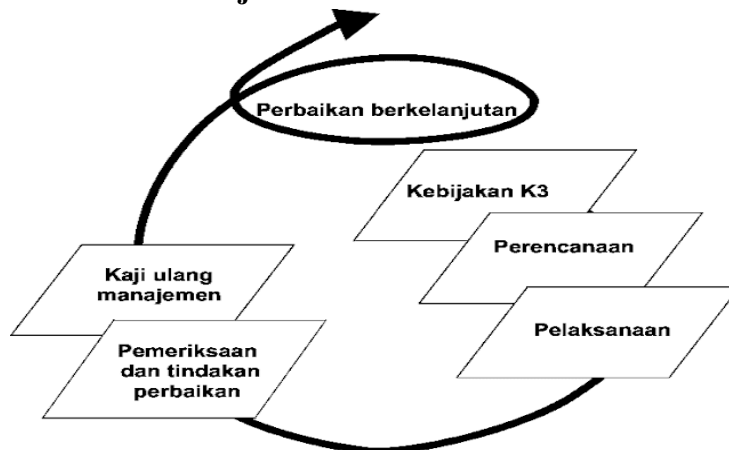 Perbaikan berkelanjutan
Kebijakan K3
Perencanaan
Pelaksanaan
Kaji ulang
manajemen
Pemeriksaan
dan tindakan
perbaikan